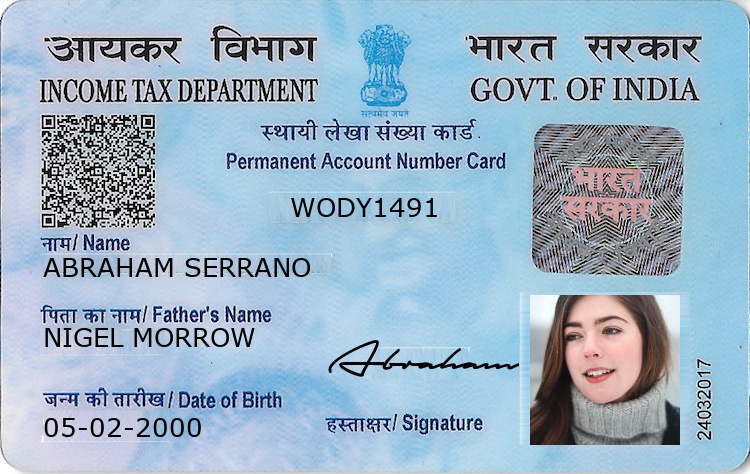 आयकर विभाग
INCOME TAX DEPARTMENT
सत्यमेव जयते
भारत सरकार
GOVT. OF INDIA
स्थायी लेखा संख्या कार्ड
Permanent Account Number Card
WODY1491
भारत
सरकार
नाम/ Name
ABRAHAM SERRANO
पिता का नाम/ Father's Name
NIGEL MORROW
Abraham
जन्म की तारीख/ Date of Birth
05-02-2000
हस्ताक्षर/ Signature
24032017